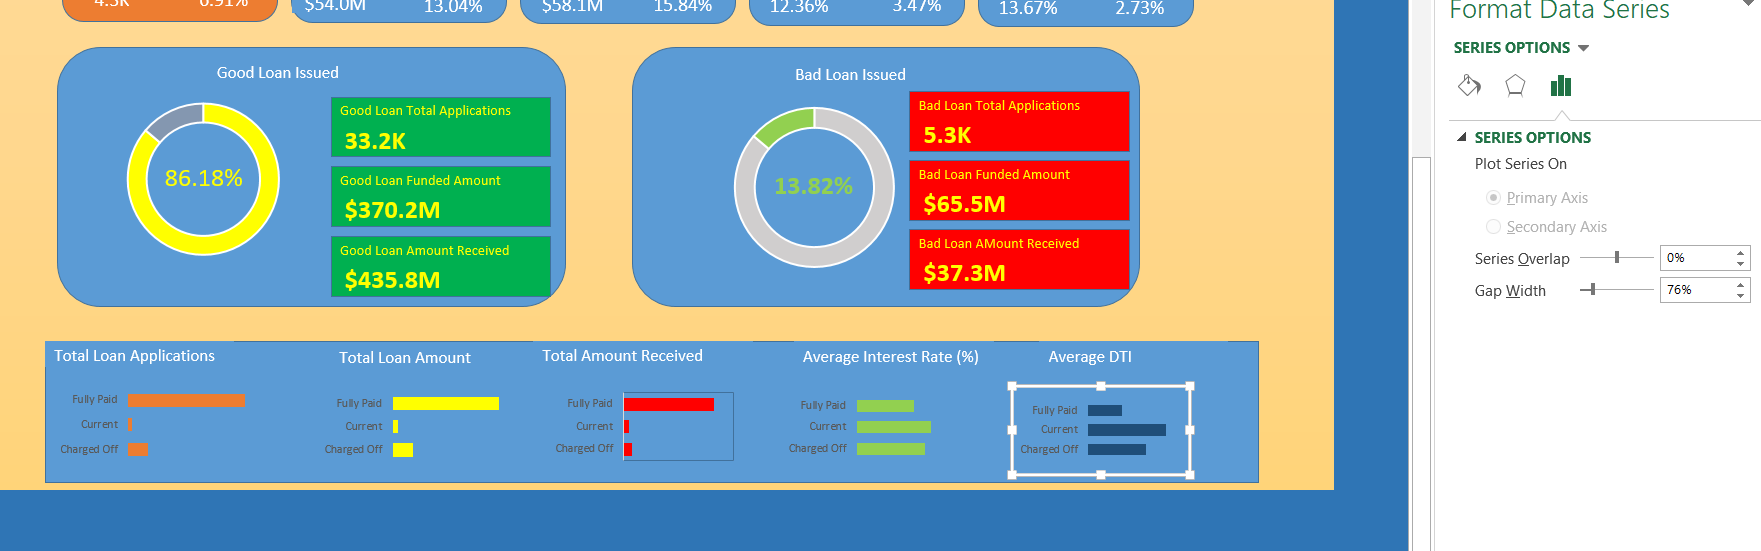 4.3K 6.91%
$54.0M 13.04%
$58.1M 15.84%
12.36% 3.47%
13.67% 2.73%
Good Loan Issued
86.18%
Good Loan Total Applications
33.2K
Good Loan Funded Amount
$370.2M
Good Loan Amount Received
$435.8M
Bad Loan Issued
13.82%
Bad Loan Total Applications
5.3K
Bad Loan Funded Amount
$65.5M
Bad Loan AMount Received
$37.3M
Total Loan Applications
Fully Paid
Current
Charged Off
Total Loan Amount
Fully Paid
Current
Charged Off
Total Amount Received
Fully Paid
Current
Charged Off
Average Interest Rate (%)
Fully Paid
Current
Charged Off
Average DTI
Fully Paid
Current
Charged Off
Format Data Series
SERIES OPTIONS
SERIES OPTIONS
Plot Series On
Primary Axis
Secondary Axis
Series Overlap 0%
Gap Width 76%